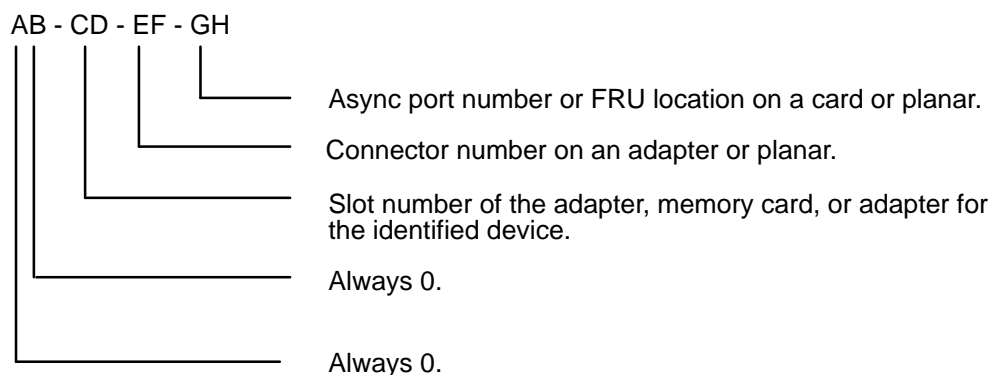 AB - CD - EF - GH
Async port number or FRU location on a card or planar.
Connector number on an adapter or planar.
Slot number of the adapter, memory card, or adapter for
the identified device.
Always 0.
Always 0.